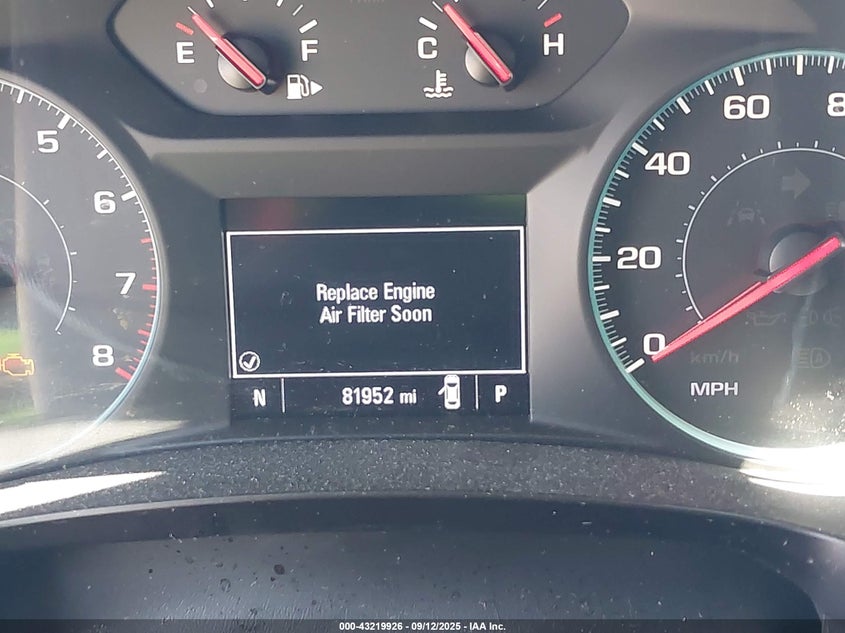 E F C H
5
6
7
8
60
8
40
20
0
km/h
MPH
Replace Engine
Air Filter Soon
N 81952 mi P
000-43219926 - 09/12/2025 - IAA Inc.